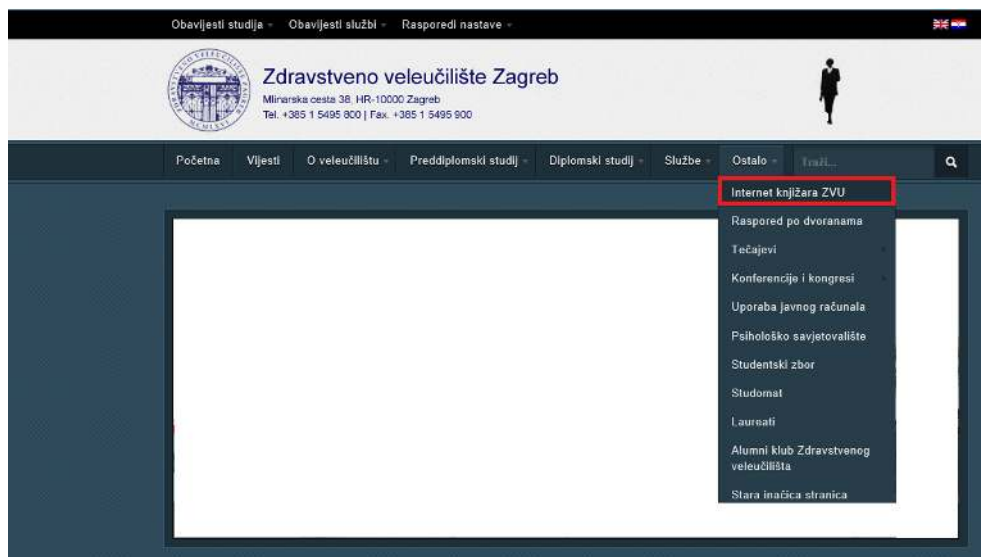 Obavijesti studija Obavijesti službi Rasporedi nastave
Zdravstveno veleučilište Zagreb
Mlinarska cesta 38, HR-10000 Zagreb
Tel. +385 1 5495 800 | Fax. +385 1 5495 900
Početna Vijesti O veleučilištu Preddiplomski studij Diplomski studij Službe Ostalo Traži...
Internet knjižara ZVU
Raspored po dvoranama
Tečajevi
Konferencije i kongresi
Uporaba javnog računala
Psihološko savjetovalište
Studentski zbor
Studomat
Laureati
Alumni klub Zdravstvenog
veleučilišta
Stara inačica stranica